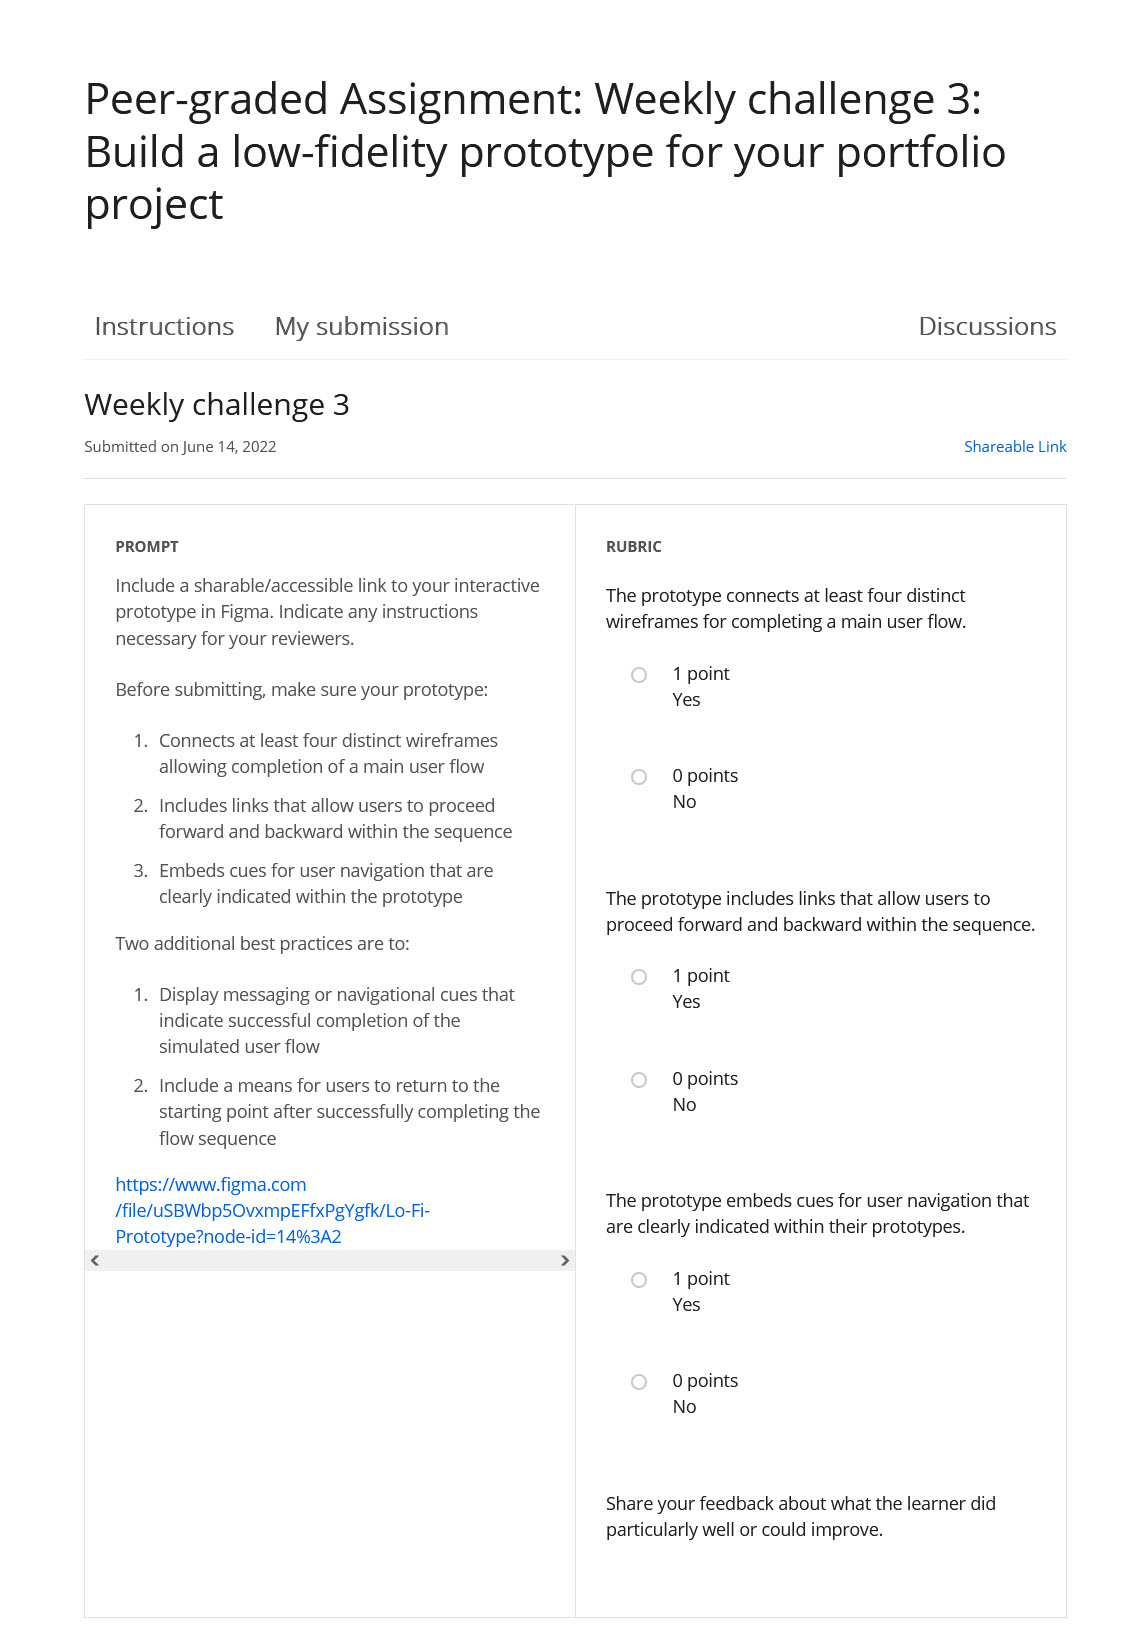 Peer-graded Assignment: Weekly challenge 3:
Build a low-fidelity prototype for your portfolio
project
Instructions My submission Discussions
Weekly challenge 3
Submitted on June 14, 2022 Shareable Link
PROMPT
Include a sharable/accessible link to your interactive
prototype in Figma. Indicate any instructions
necessary for your reviewers.
Before submitting, make sure your prototype:
1. Connects at least four distinct wireframes
allowing completion of a main user flow
2. Includes links that allow users to proceed
forward and backward within the sequence
3. Embeds cues for user navigation that are
clearly indicated within the prototype
Two additional best practices are to:
1. Display messaging or navigational cues that
indicate successful completion of the
simulated user flow
2. Include a means for users to return to the
starting point after successfully completing the
flow sequence
https://www.figma.com
/file/uSBWbp5OvxmpEFfxPgYgfk/Lo-Fi-
Prototype?node-id=14%3A2
RUBRIC
The prototype connects at least four distinct
wireframes for completing a main user flow.
1 point
Yes
0 points
No
The prototype includes links that allow users to
proceed forward and backward within the sequence.
1 point
Yes
0 points
No
The prototype embeds cues for user navigation that
are clearly indicated within their prototypes.
1 point
Yes
0 points
No
Share your feedback about what the learner did
particularly well or could improve.